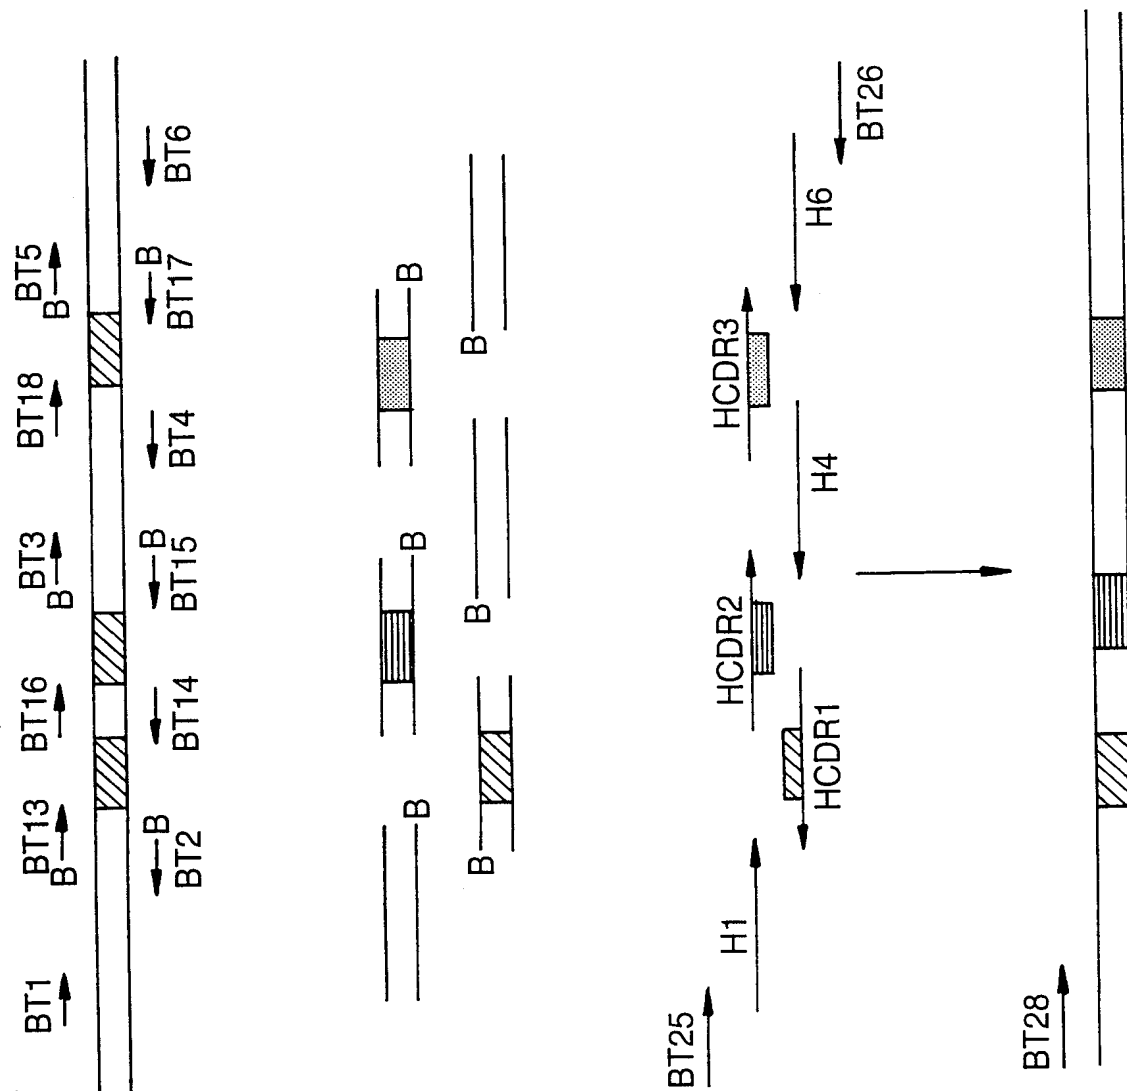 BT1 BT13 BT16 BT3 BT18 BT5
B B B
B B B
BT2 BT14 BT15 BT4 BT17 BT6
B B B
B B B
BT25
H1 HCDR2 HCDR3
HCDR1 H4 H6
BT26
BT28